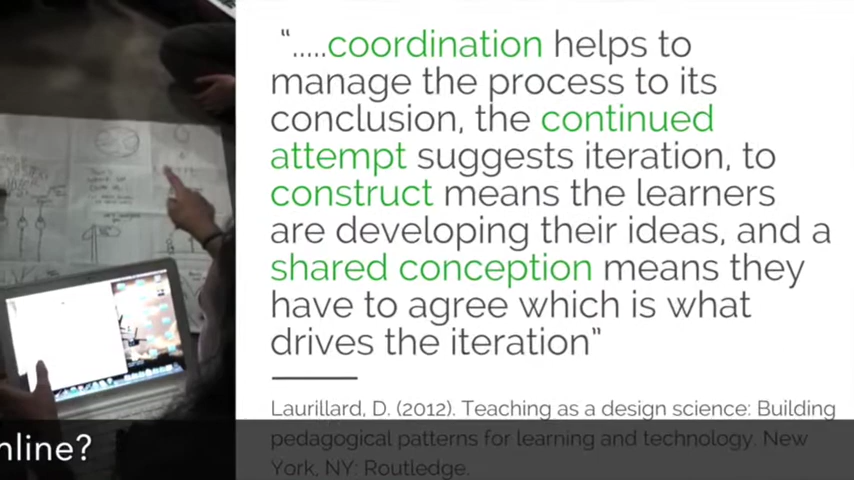 “.....coordination helps to
manage the process to its
conclusion, the continued
attempt suggests iteration, to
construct means the learners
are developing their ideas, and a
shared conception means they
have to agree which is what
drives the iteration”
Laurillard, D. (2012). Teaching as a design science: Building
pedagogical patterns for learning and technology. New
York, NY: Routledge.
nline?